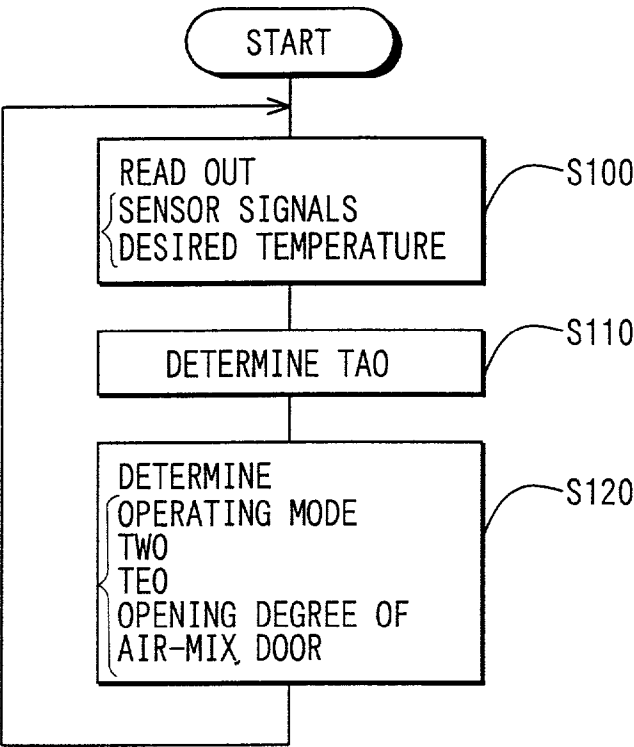 START
READ OUT
SENSOR SIGNALS
DESIRED TEMPERATURE
S100
DETERMINE TAO
S110
DETERMINE
OPERATING MODE
TWO
TEO
OPENING DEGREE OF
AIR-MIX DOOR
S120